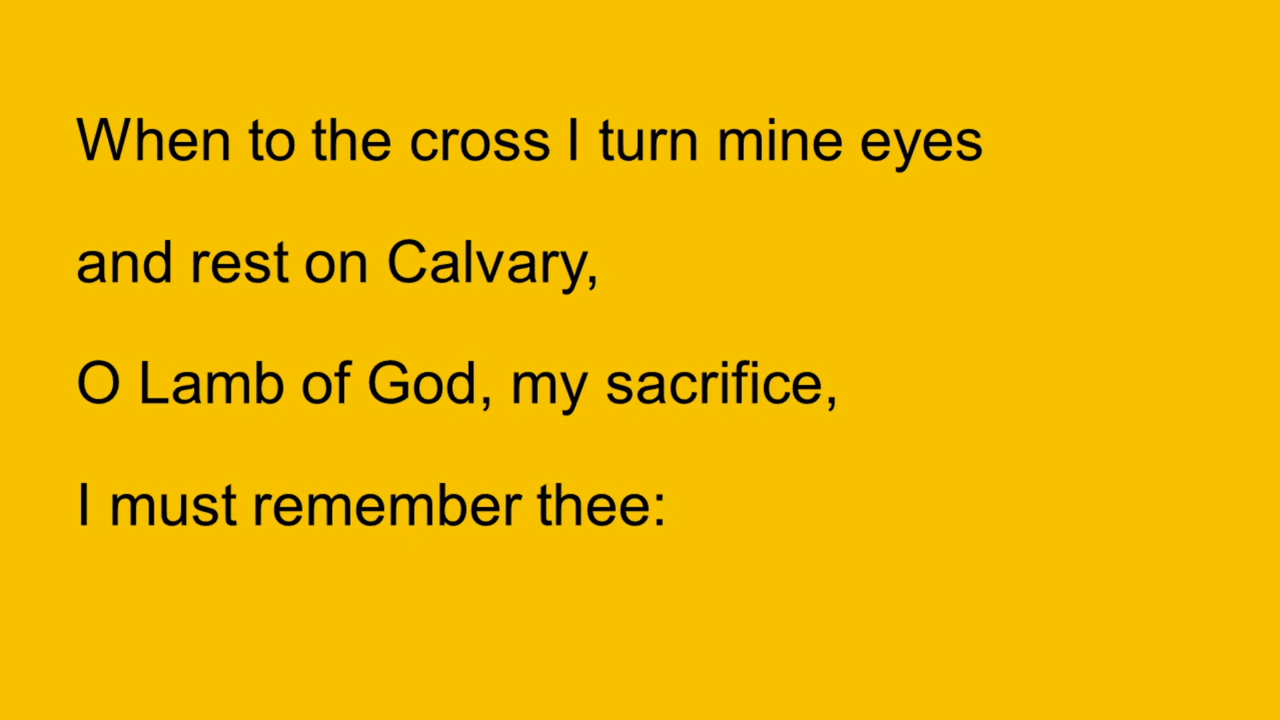 When to the cross I turn mine eyes
and rest on Calvary,
O Lamb of God, my sacrifice,
I must remember thee: